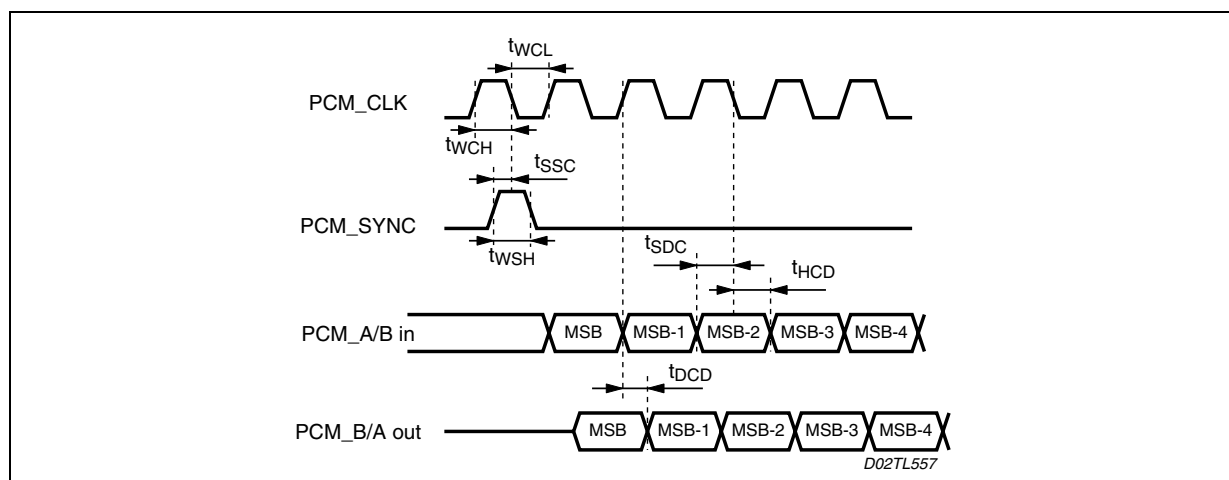 tWCL
PCM_CLK
tWCH
tSSC
PCM_SYNC
tWSH
tSDC
tHCD
PCM_A/B in
MSB MSB-1 MSB-2 MSB-3 MSB-4
tDCD
PCM_B/A out
MSB MSB-1 MSB-2 MSB-3 MSB-4
D02TL557